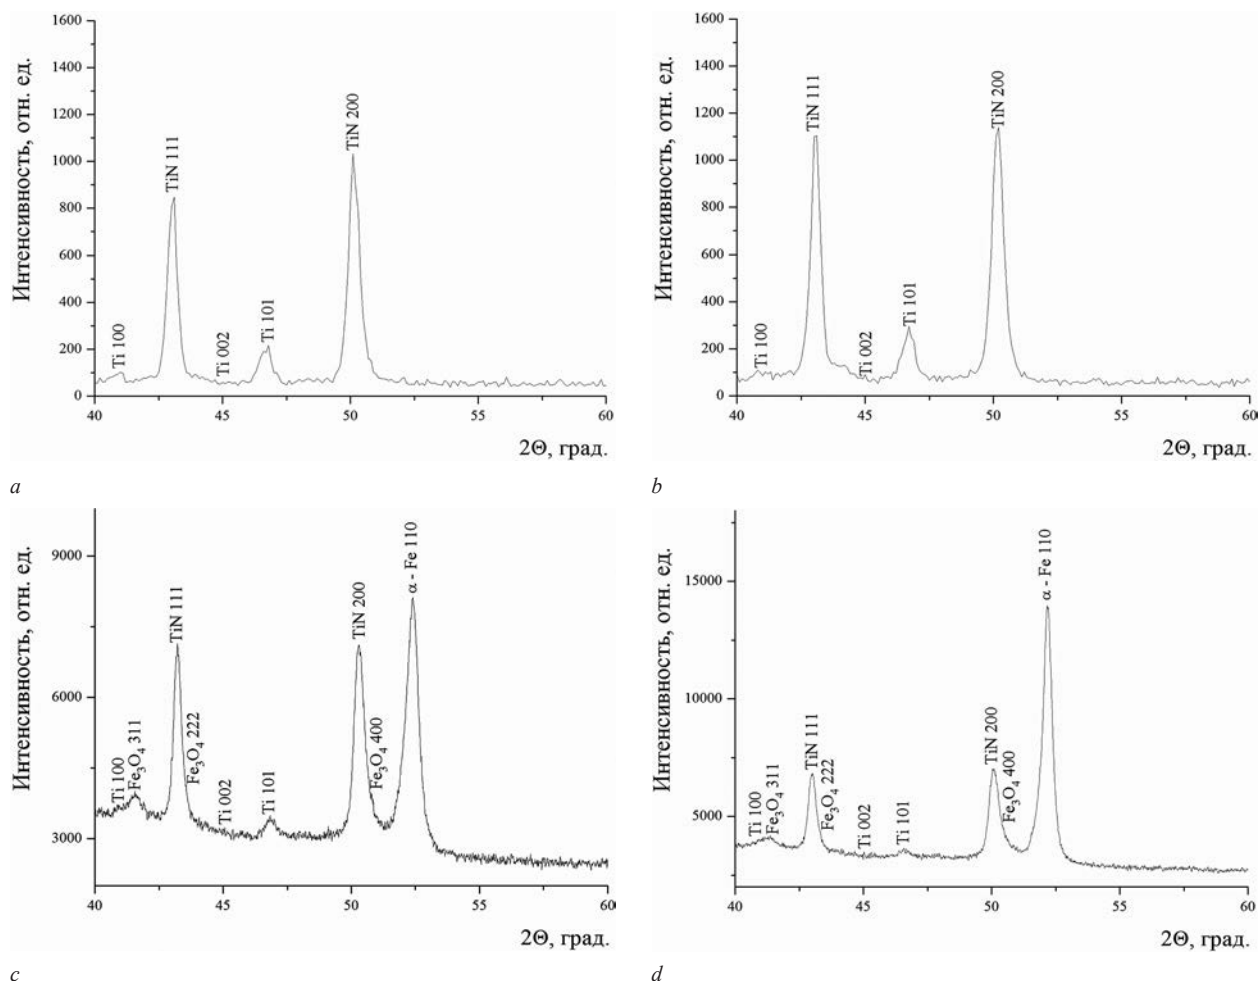 Интенсивность, отн. ед.
1600
1400
1200
1000
800
600
400
200
0
Ti 100
TiN 111
Ti 002
Ti 101
TiN 200
40
45
50
55
60
2Θ, град.
a
Интенсивность, отн. ед.
1600
1400
1200
1000
800
600
400
200
0
Ti 100
TiN 111
Ti 002
Ti 101
TiN 200
40
45
50
55
60
2Θ, град.
b
Интенсивность, отн. ед.
9000
6000
3000
Ti 100
Fe₃O₄ 311
TiN 111
Fe₃O₄ 222
Ti 002
Ti 101
TiN 200
Fe₃O₄ 400
α - Fe 110
40
45
50
55
60
2Θ, град.
c
Интенсивность, отн. ед.
15000
10000
5000
Ti 100
Fe₃O₄ 311
TiN 111
Fe₃O₄ 222
Ti 002
Ti 101
TiN 200
Fe₃O₄ 400
α - Fe 110
40
45
50
55
60
2Θ, град.
d